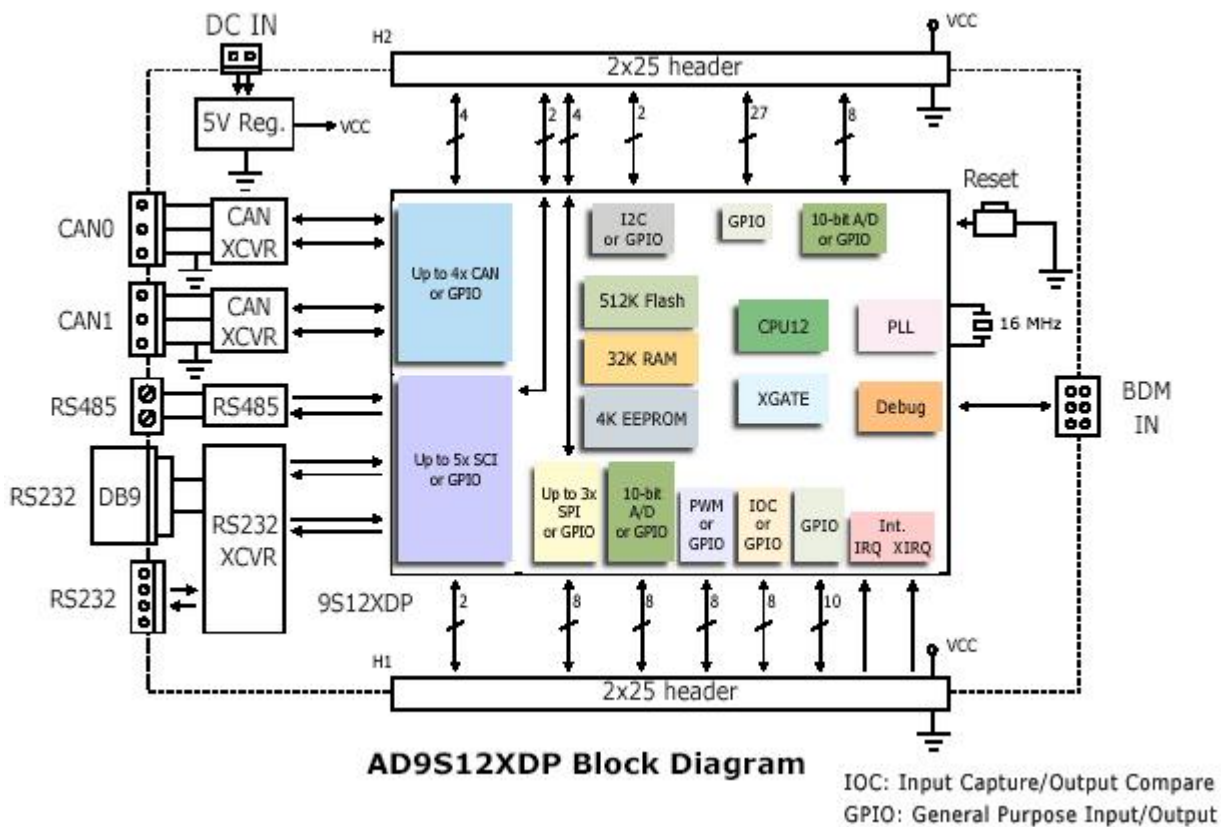 DC IN
H2
VCC
2x25 header
5V Reg.
VCC
4
2
4
2
27
8
Reset
CAN0
CAN
XCVR
Up to 4x CAN
or GPIO
I2C
or GPIO
GPIO
10-bit A/D
or GPIO
CAN1
CAN
XCVR
512K Flash
CPU12
PLL
16 MHz
32K RAM
RS485
RS485
4K EEPROM
XGATE
Debug
BDM
IN
RS232
DB9
RS232
XCVR
Up to 5x SCI
or GPIO
Up to 3x
SPI
or GPIO
10-bit
A/D
or GPIO
PWM
or
GPIO
IOC
or
GPIO
GPIO
Int.
IRQ XIRQ
RS232
9S12XDP
2
8
8
8
8
10
H1
VCC
2x25 header
AD9S12XDP Block Diagram
IOC: Input Capture/Output Compare
GPIO: General Purpose Input/Output